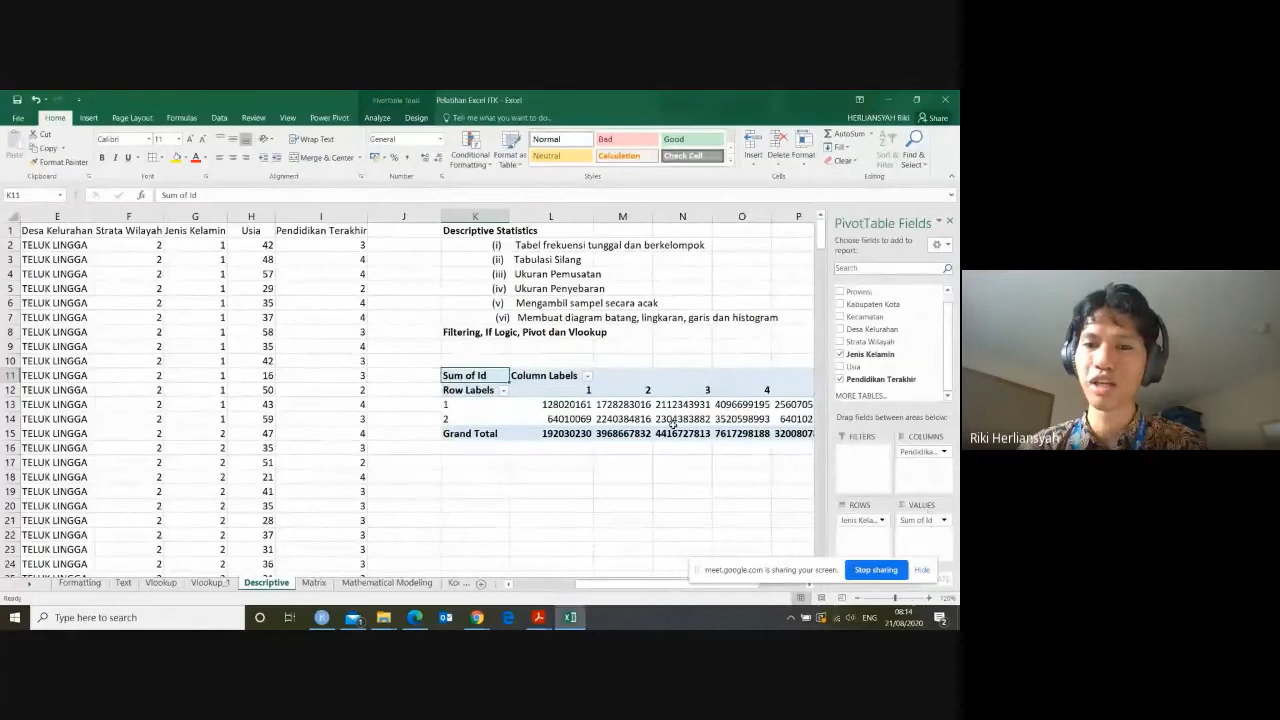 PivotTable Tools
Pelatihan Excel ITK - Excel
File Home Insert Page Layout Formulas Data Review View Power Pivot Analyze Design Tell me what you want to do... HERLIANSYAH Riki Share
Paste
Cut
Copy
Format Painter
Calibri 11
B I U
Wrap Text
Merge & Center
General
Conditional Formatting
Format as Table
Normal Bad Good
Neutral Calculation Check Cell
Insert Delete Format
AutoSum
Fill
Clear
Sort & Filter
Find & Select
Clipboard Font Alignment Number Styles Cells Editing
K11 fx Sum of Id
E F G H I J K L M N O P
1 Desa Kelurahan Strata Wilayah Jenis Kelamin Usia Pendidikan Terakhir Descriptive Statistics
2 TELUK LINGGA 2 1 42 3 (i) Tabel frekuensi tunggal dan berkelompok
3 TELUK LINGGA 2 1 48 4 (ii) Tabulasi Silang
4 TELUK LINGGA 2 1 57 4 (iii) Ukuran Pemusatan
5 TELUK LINGGA 2 1 29 2 (iv) Ukuran Penyebaran
6 TELUK LINGGA 2 1 35 4 (v) Mengambil sampel secara acak
7 TELUK LINGGA 2 1 37 4 (vi) Membuat diagram batang, lingkaran, garis dan histogram
8 TELUK LINGGA 2 1 58 3 Filtering, If Logic, Pivot dan Vlookup
9 TELUK LINGGA 2 1 35 4
10 TELUK LINGGA 2 1 42 3
11 TELUK LINGGA 2 1 16 3 Sum of Id Column Labels
12 TELUK LINGGA 2 1 50 2 Row Labels 1 2 3 4
13 TELUK LINGGA 2 1 43 4 1 128020161 1728283016 2112343931 4096699195 2560705
14 TELUK LINGGA 2 1 59 3 2 64010069 2240384816 2304383882 3520598993 640102
15 TELUK LINGGA 2 2 47 4 Grand Total 192030230 3968667832 4416727813 7617298188 3200807
16 TELUK LINGGA 2 2 35 3
17 TELUK LINGGA 2 2 51 2
18 TELUK LINGGA 2 2 21 4
19 TELUK LINGGA 2 2 41 3
20 TELUK LINGGA 2 2 35 3
21 TELUK LINGGA 2 2 28 3
22 TELUK LINGGA 2 2 37 3
23 TELUK LINGGA 2 2 31 3
24 TELUK LINGGA 2 2 36 3
PivotTable Fields
Choose fields to add to report:
Search
Provinsi
Kabupaten Kota
Kecamatan
Desa Kelurahan
Strata Wilayah
Jenis Kelamin
Usia
Pendidikan Terakhir
MORE TABLES...
Drag fields between areas below:
FILTERS COLUMNS
Pendidika...
ROWS VALUES
Jenis Kela... Sum of Id
meet.google.com is sharing your screen. Stop sharing Hide
Formatting Text Vlookup Vlookup_1 Descriptive Matrix Mathematical Modeling
Ready 120%
Type here to search
ENG
08:14
21/08/2020
Riki Herliansyah